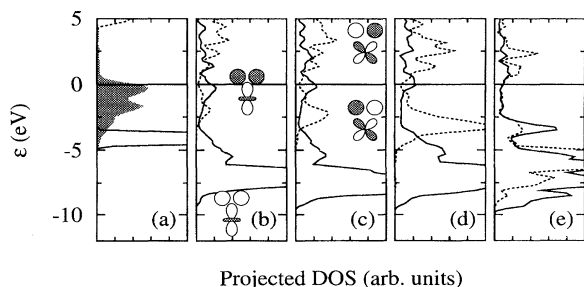 5
0
-5
-10
ε (eV)
(a)
(b)
(c)
(d)
(e)
Projected DOS (arb. units)